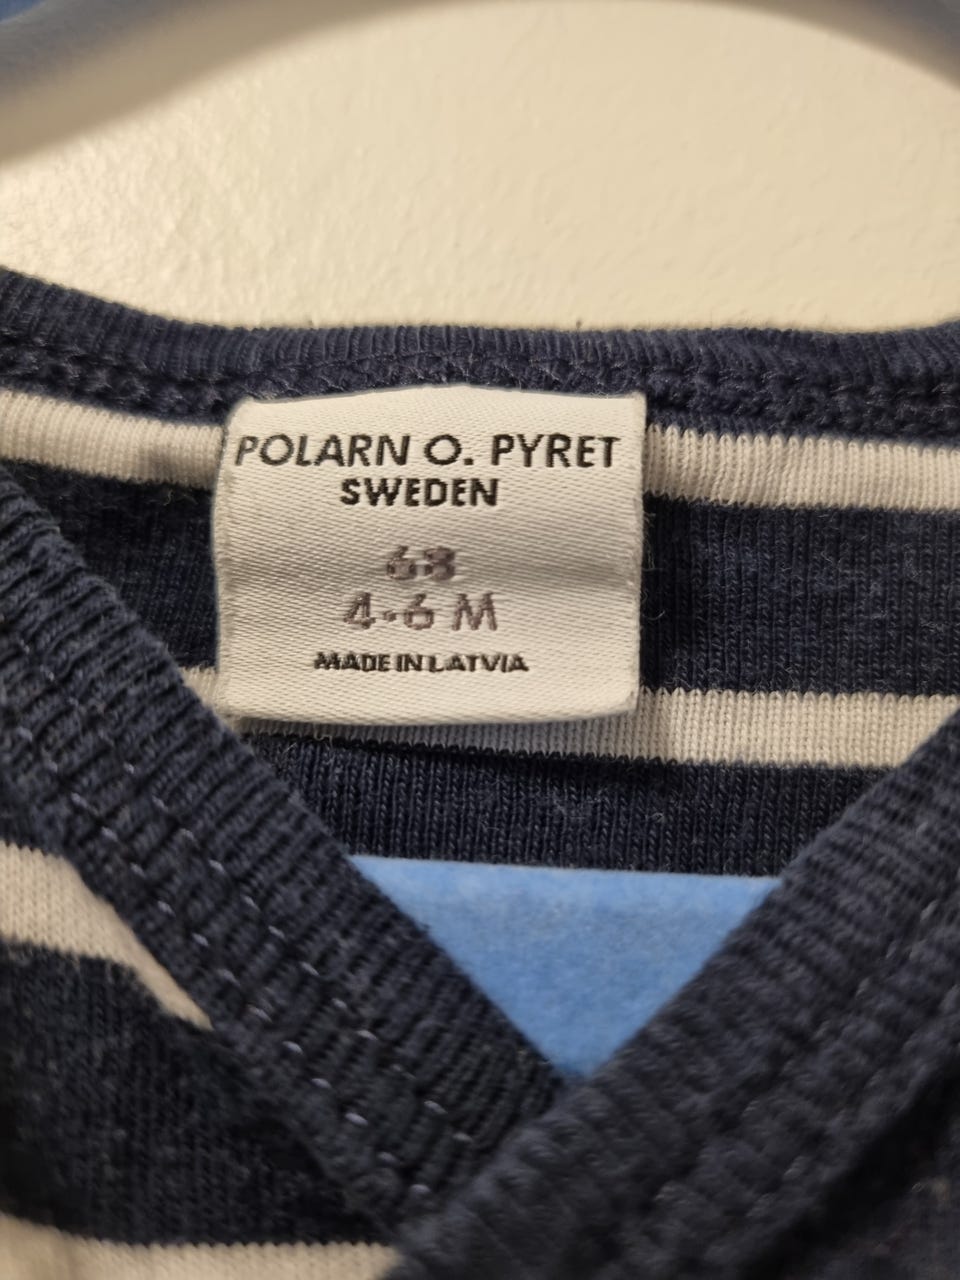 POLARN O. PYRET
SWEDEN
68
4-6 M
MADE IN LATVIA